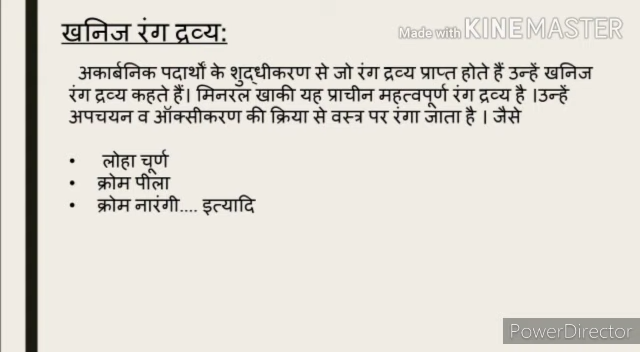 खनिज रंग द्रव्य:
Made with KINEMASTER
अकार्बनिक पदार्थों के शुद्धीकरण से जो रंग द्रव्य प्राप्त होते हैं उन्हें खनिज
रंग द्रव्य कहते हैं। मिनरल खाकी यह प्राचीन महत्वपूर्ण रंग द्रव्य है ।उन्हें
अपचयन व ऑक्सीकरण की क्रिया से वस्त्र पर रंगा जाता है । जैसे
• लोहा चूर्ण
• क्रोम पीला
• क्रोम नारंगी.... इत्यादि
PowerDirector